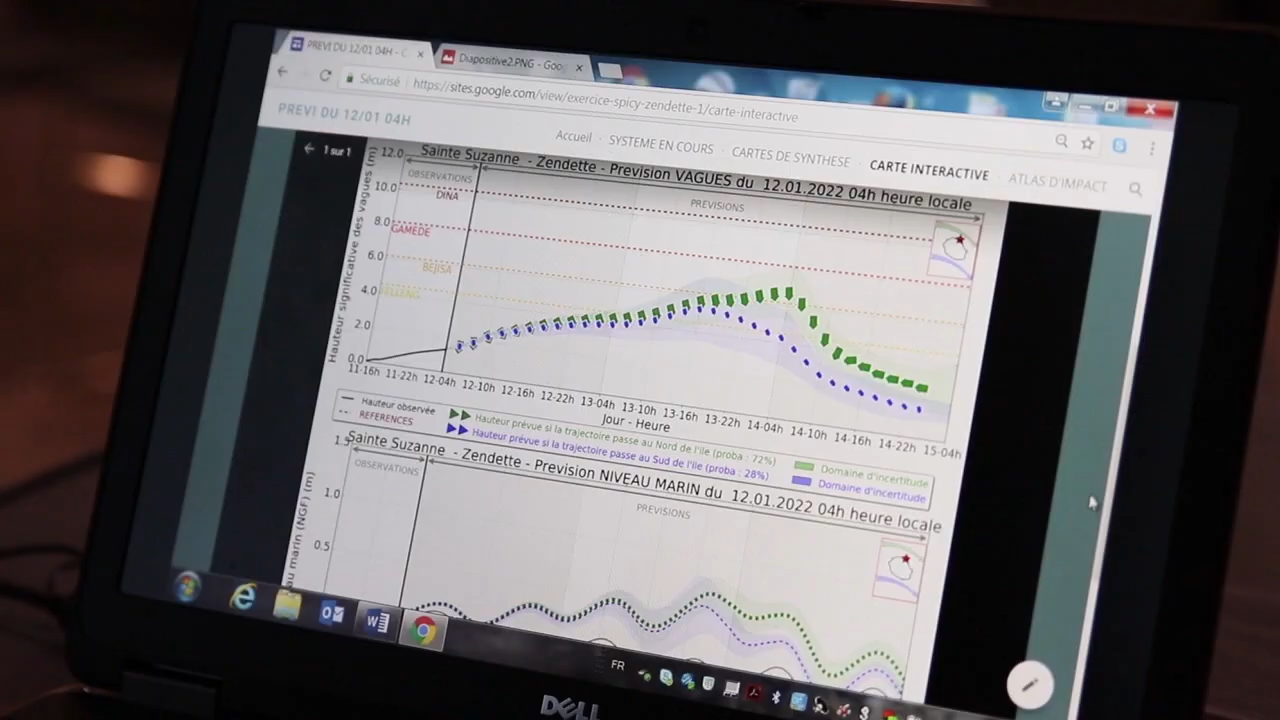 PREVI DU 12/01 04H - C
Diapositive2.PNG - Goo
Sécurisé
https://sites.google.com/view/exercice-spicy-zendette-1/carte-interactive
PREVI DU 12/01 04H
Accueil
SYSTEME EN COURS
CARTES DE SYNTHESE
CARTE INTERACTIVE
ATLAS D'IMPACT
1 sur 1
Sainte Suzanne - Zendette - Prevision VAGUES du 12.01.2022 04h heure locale
OBSERVATIONS
PREVISIONS
Hauteur significative des vagues (m)
12.0
10.0
8.0
6.0
4.0
2.0
0.0
DINA
GAMEDE
BEJISA
11-16h 11-22h 12-04h 12-10h 12-16h 12-22h 13-04h 13-10h 13-16h 13-22h 14-04h 14-10h 14-16h 14-22h 15-04h
Jour - Heure
Hauteur observée
REFERENCES
Hauteur prévue si la trajectoire passe au Nord de l'île (proba : 72%)
Hauteur prévue si la trajectoire passe au Sud de l'île (proba : 28%)
Domaine d'incertitude
Domaine d'incertitude
Sainte Suzanne - Zendette - Prevision NIVEAU MARIN du 12.01.2022 04h heure locale
OBSERVATIONS
PREVISIONS
au marin (NGF) (m)
1.5
1.0
0.5
FR
DELL